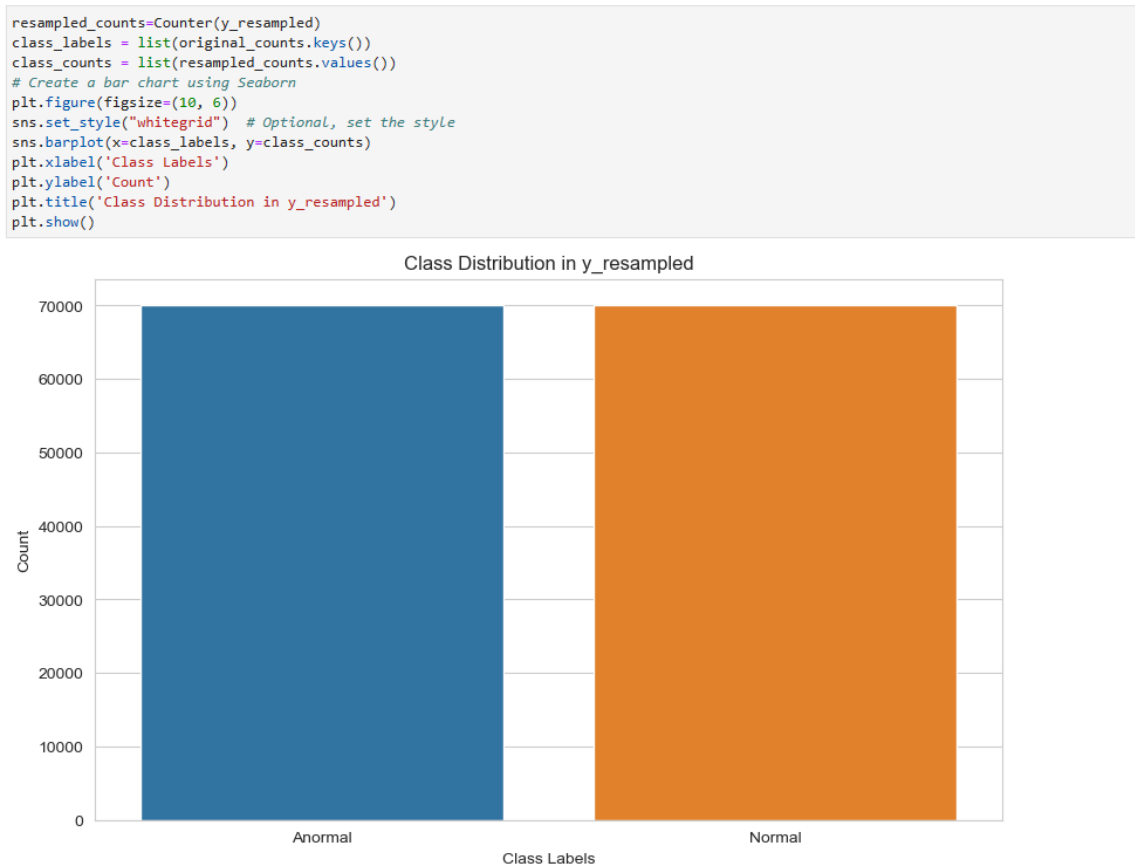 resampled_counts=Counter(y_resampled)
class_labels = list(original_counts.keys())
class_counts = list(resampled_counts.values())
# Create a bar chart using Seaborn
plt.figure(figsize=(10, 6))
sns.set_style("whitegrid")  # Optional, set the style
sns.barplot(x=class_labels, y=class_counts)
plt.xlabel('Class Labels')
plt.ylabel('Count')
plt.title('Class Distribution in y_resampled')
plt.show()
Class Distribution in y_resampled
70000
60000
50000
40000
30000
20000
10000
0
Count
Anormal Normal
Class Labels